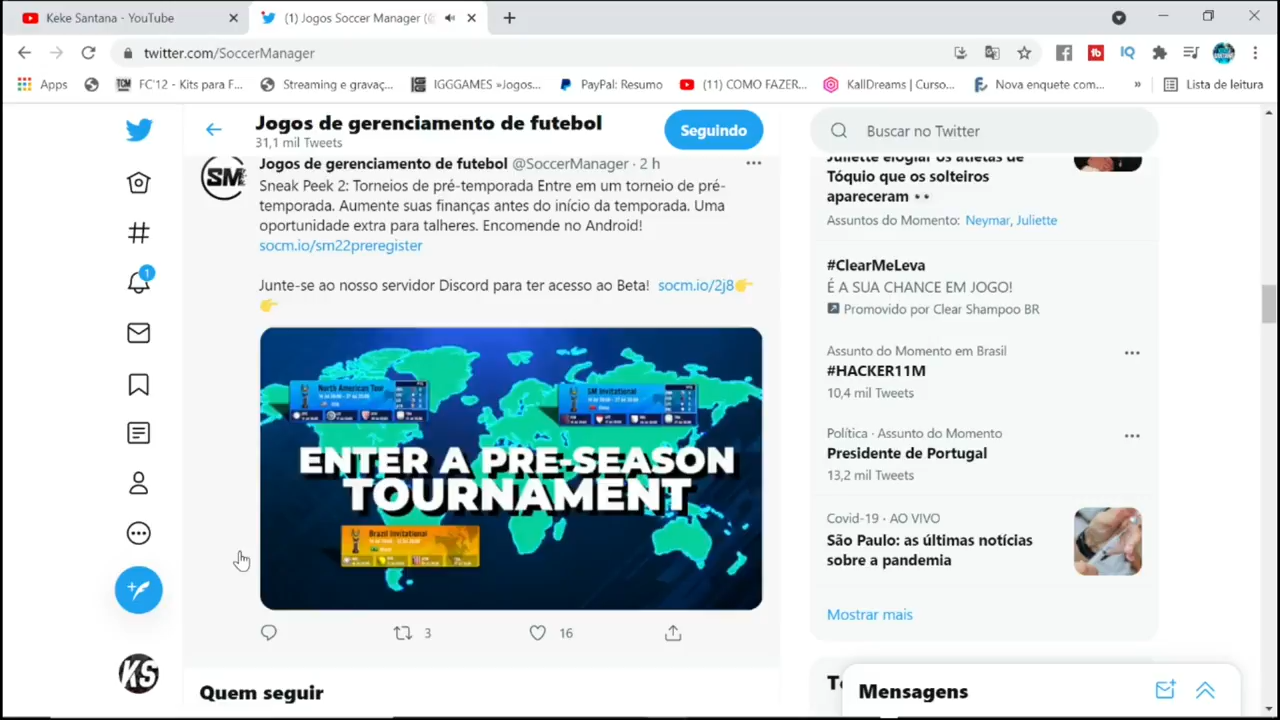 Keke Santana - YouTube
(1) Jogos Soccer Manager (@
twitter.com/SoccerManager
Apps
FC'12 - Kits para F...
Streaming e gravaç...
IGGGAMES »Jogos...
PayPal: Resumo
(11) COMO FAZER...
KallDreams | Curso...
Nova enquete com...
»
Lista de leitura
Jogos de gerenciamento de futebol
31,1 mil Tweets
Seguindo
Jogos de gerenciamento de futebol @SoccerManager · 2 h
SM
Sneak Peek 2: Torneios de pré-temporada Entre em um torneio de pré-
temporada. Aumente suas finanças antes do início da temporada. Uma
oportunidade extra para talheres. Encomende no Android!
socm.io/sm22preregister
Junte-se ao nosso servidor Discord para ter acesso ao Beta! socm.io/2j8👉
👉
North American Tour
SM Invitational
ENTER A PRE-SEASON
TOURNAMENT
Brazil Invitational
3
16
Quem seguir
1
KS
Buscar no Twitter
Juliette elogiar os atletas de
Tóquio que os solteiros
apareceram 👀
Assuntos do Momento: Neymar, Juliette
#ClearMeLeva
É A SUA CHANCE EM JOGO!
Promovido por Clear Shampoo BR
Assunto do Momento em Brasil
#HACKER11M
10,4 mil Tweets
Política · Assunto do Momento
Presidente de Portugal
13,2 mil Tweets
Covid-19 · AO VIVO
São Paulo: as últimas notícias
sobre a pandemia
Mostrar mais
Mensagens